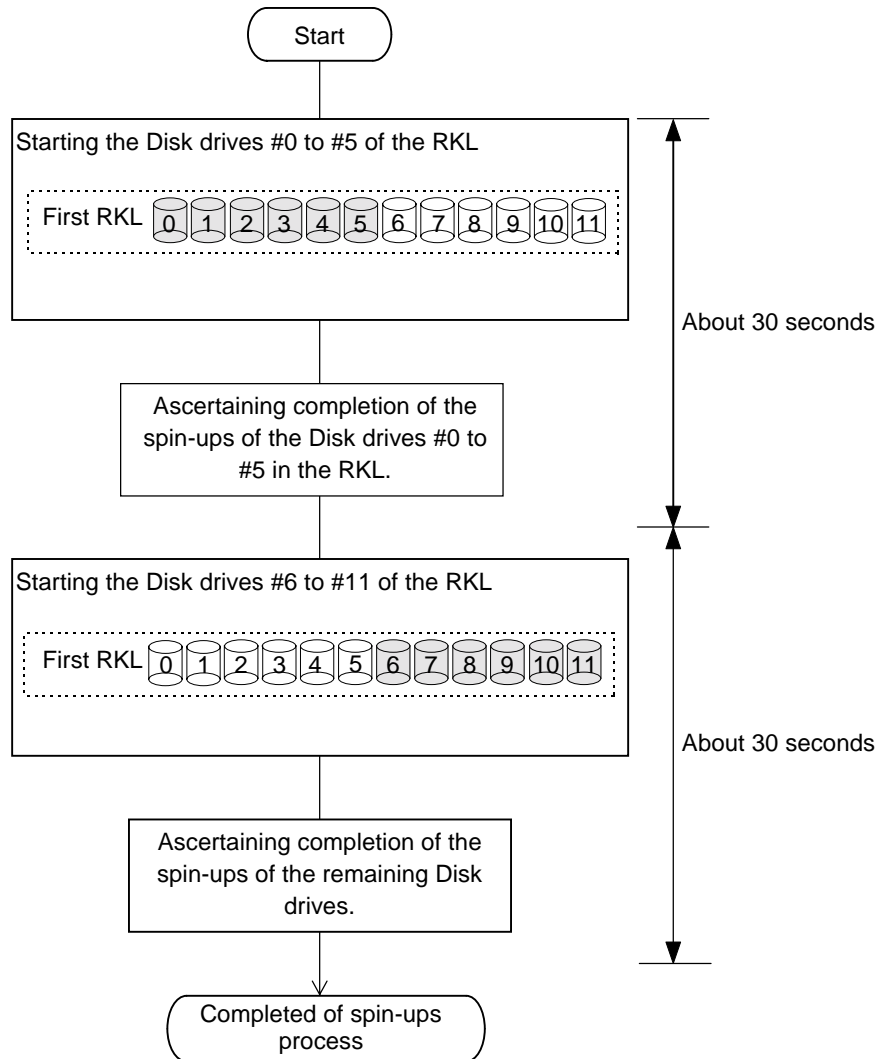 Start
Starting the Disk drives #0 to #5 of the RKL
First RKL 0 1 2 3 4 5 6 7 8 9 10 11
About 30 seconds
Ascertaining completion of the
spin-ups of the Disk drives #0 to
#5 in the RKL.
Starting the Disk drives #6 to #11 of the RKL
First RKL 0 1 2 3 4 5 6 7 8 9 10 11
About 30 seconds
Ascertaining completion of the
spin-ups of the remaining Disk
drives.
Completed of spin-ups
process